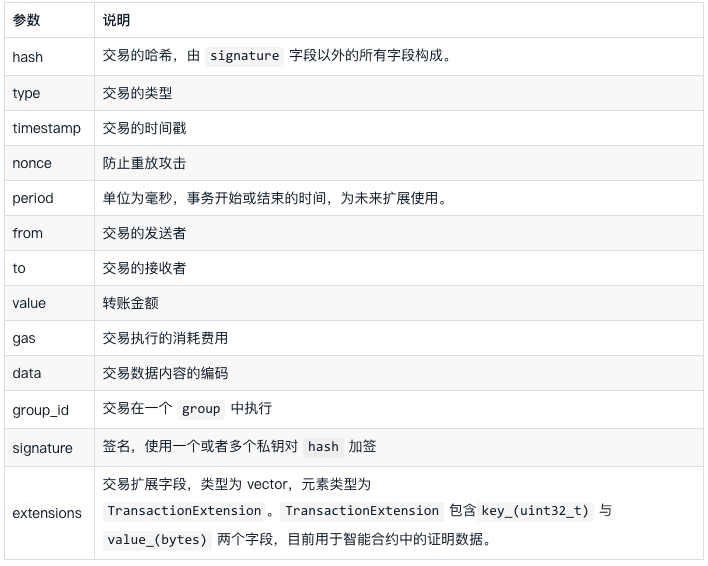 参数 说明
hash 交易的哈希，由 signature 字段以外的所有字段构成。
type 交易的类型
timestamp 交易的时间戳
nonce 防止重放攻击
period 单位为毫秒，事务开始或结束的时间，为未来扩展使用。
from 交易的发送者
to 交易的接收者
value 转账金额
gas 交易执行的消耗费用
data 交易数据内容的编码
group_id 交易在一个 group 中执行
signature 签名，使用一个或者多个私钥对 hash 加签
extensions 交易扩展字段，类型为 vector，元素类型为
TransactionExtension 。 TransactionExtension 包含 key_(uint32_t) 与
value_(bytes) 两个字段，目前用于智能合约中的证明数据。